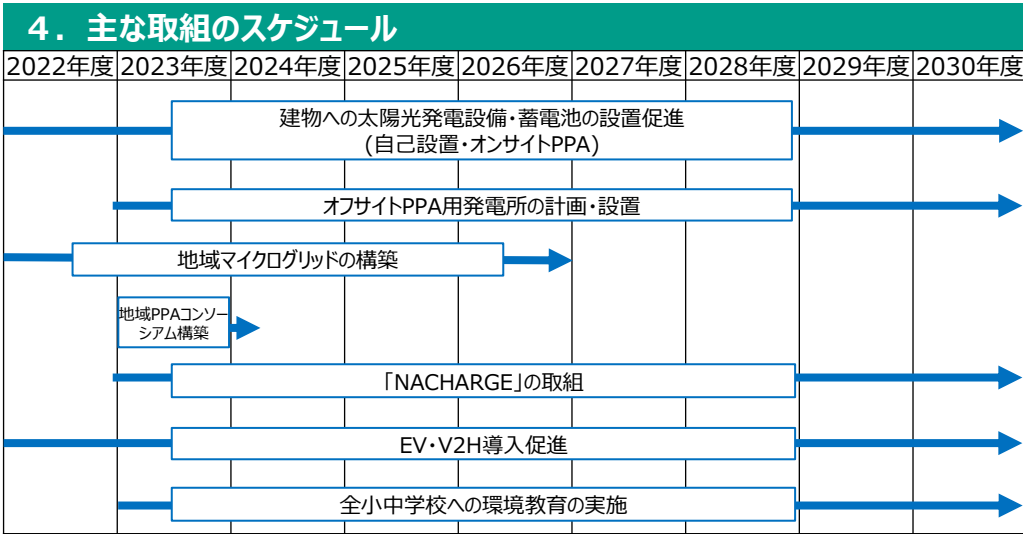 ４．主な取組のスケジュール
2022年度 2023年度 2024年度 2025年度 2026年度 2027年度 2028年度 2029年度 2030年度
建物への太陽光発電設備・蓄電池の設置促進
(自己設置・オンサイトPPA)
オフサイトPPA用発電所の計画・設置
地域マイクログリッドの構築
地域PPAコンソー
シアム構築
「NACHARGE」の取組
EV・V2H導入促進
全小中学校への環境教育の実施